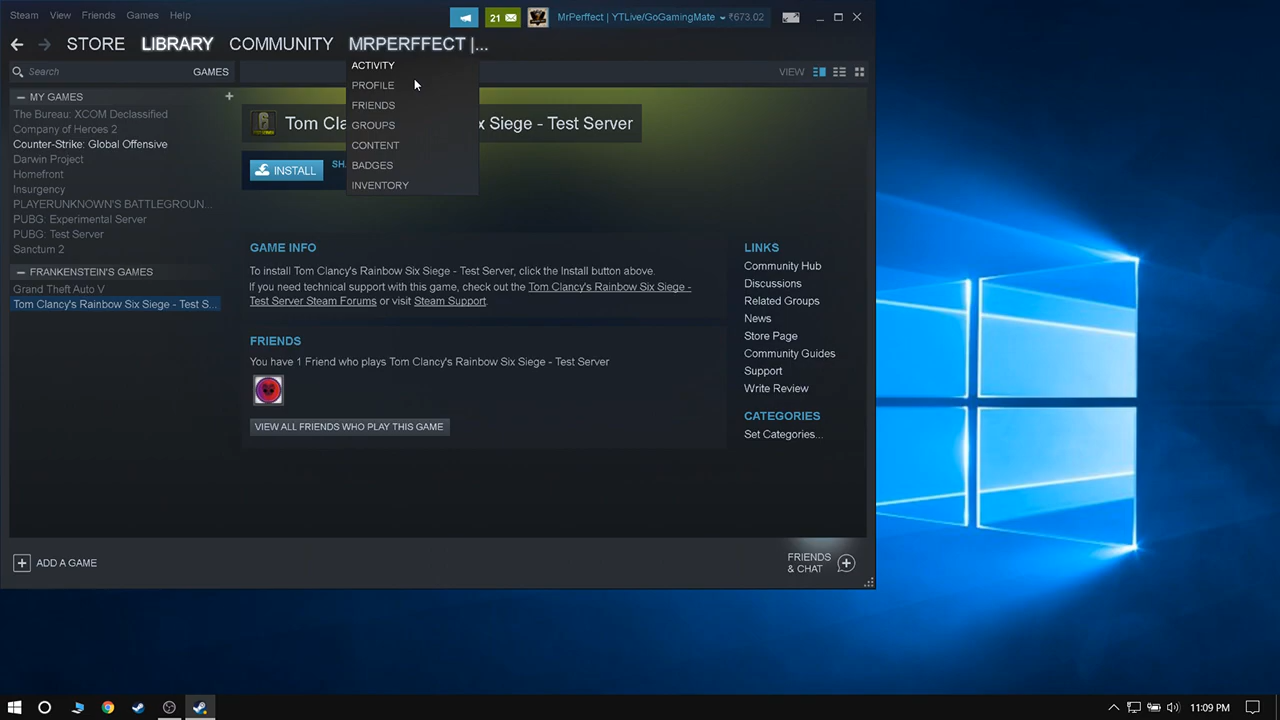 Steam View Friends Games Help
21 MrPerffect | YTLive/GoGamingMate ₹673.02
STORE LIBRARY COMMUNITY MRPERFFECT |...
Search GAMES
VIEW
ACTIVITY
PROFILE
FRIENDS
GROUPS
CONTENT
BADGES
INVENTORY
MY GAMES
The Bureau: XCOM Declassified
Company of Heroes 2
Counter-Strike: Global Offensive
Darwin Project
Homefront
Insurgency
PLAYERUNKNOWN'S BATTLEGROUN...
PUBG: Experimental Server
PUBG: Test Server
Sanctum 2
FRANKENSTEIN'S GAMES
Grand Theft Auto V
Tom Clancy's Rainbow Six Siege - Test S...
Tom Cla x Siege - Test Server
INSTALL SH
GAME INFO
To install Tom Clancy's Rainbow Six Siege - Test Server, click the Install button above.
If you need technical support with this game, check out the Tom Clancy's Rainbow Six Siege -
Test Server Steam Forums or visit Steam Support.
FRIENDS
You have 1 Friend who plays Tom Clancy's Rainbow Six Siege - Test Server
VIEW ALL FRIENDS WHO PLAY THIS GAME
LINKS
Community Hub
Discussions
Related Groups
News
Store Page
Community Guides
Support
Write Review
CATEGORIES
Set Categories...
ADD A GAME
FRIENDS
& CHAT
11:09 PM